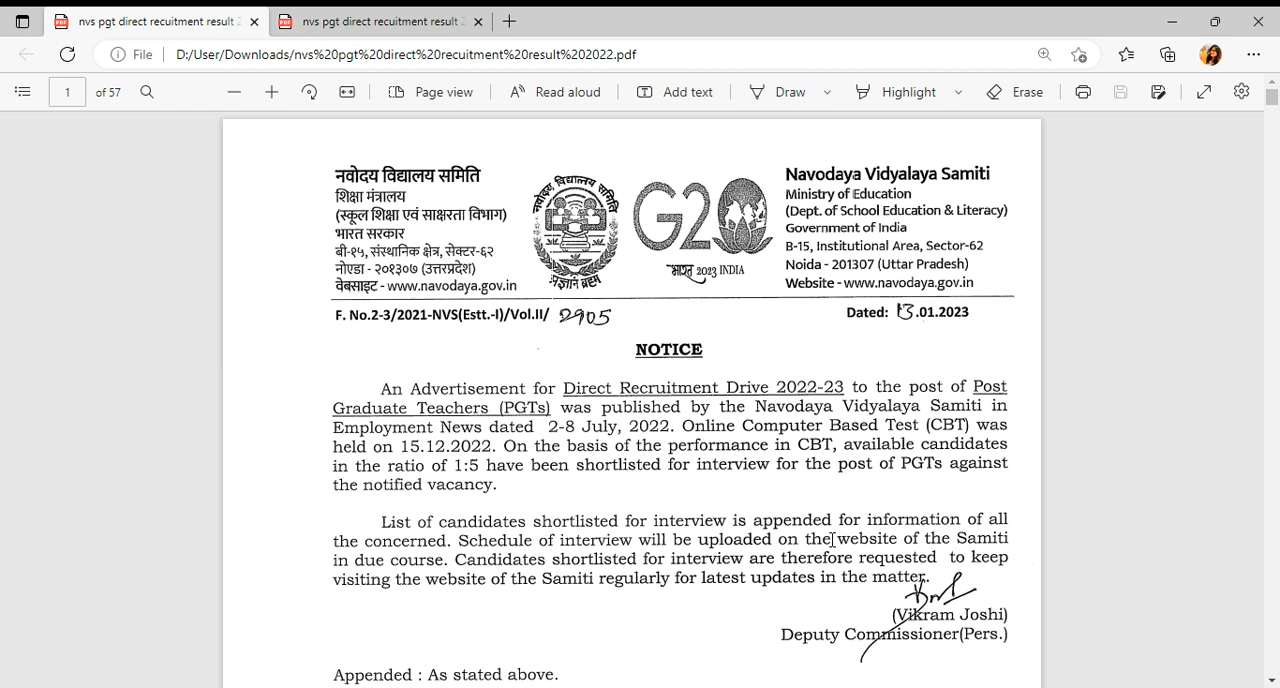 nvs pgt direct recuitment result 2
nvs pgt direct recuitment result 2
File
D:/User/Downloads/nvs%20pgt%20direct%20recuitment%20result%202022.pdf
1 of 57
Page view
Read aloud
Add text
Draw
Highlight
Erase
नवोदय विद्यालय समिति
शिक्षा मंत्रालय
(स्कूल शिक्षा एवं साक्षरता विभाग)
भारत सरकार
बी-१५, संस्थानिक क्षेत्र, सेक्टर-६२
नोएडा - २०१३०७ (उत्तरप्रदेश)
वेबसाइट - www.navodaya.gov.in
नवोदय विद्यालय समिति
प्रज्ञानं ब्रह्म
G20
भारत 2023 INDIA
Navodaya Vidyalaya Samiti
Ministry of Education
(Dept. of School Education & Literacy)
Government of India
B-15, Institutional Area, Sector-62
Noida - 201307 (Uttar Pradesh)
Website - www.navodaya.gov.in
F. No.2-3/2021-NVS(Estt.-I)/Vol.II/ 2905
Dated: 13.01.2023
NOTICE
An Advertisement for Direct Recruitment Drive 2022-23 to the post of Post
Graduate Teachers (PGTs) was published by the Navodaya Vidyalaya Samiti in
Employment News dated 2-8 July, 2022. Online Computer Based Test (CBT) was
held on 15.12.2022. On the basis of the performance in CBT, available candidates
in the ratio of 1:5 have been shortlisted for interview for the post of PGTs against
the notified vacancy.
List of candidates shortlisted for interview is appended for information of all
the concerned. Schedule of interview will be uploaded on the website of the Samiti
in due course. Candidates shortlisted for interview are therefore requested to keep
visiting the website of the Samiti regularly for latest updates in the matter.
(Vikram Joshi)
Deputy Commissioner(Pers.)
Appended : As stated above.